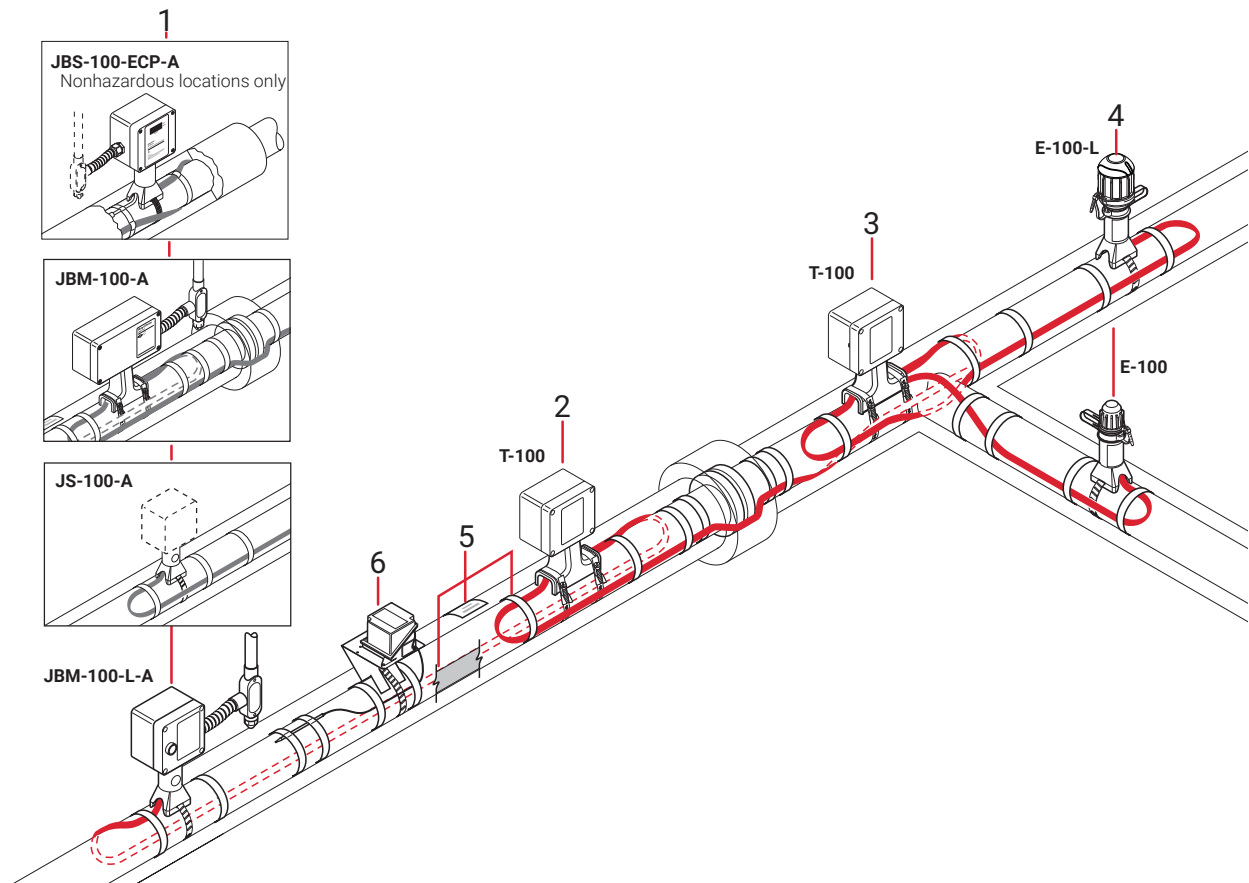 1
JBS-100-ECP-A
Nonhazardous locations only
JBM-100-A
JS-100-A
JBM-100-L-A
6
5
2
T-100
3
T-100
4
E-100-L
E-100